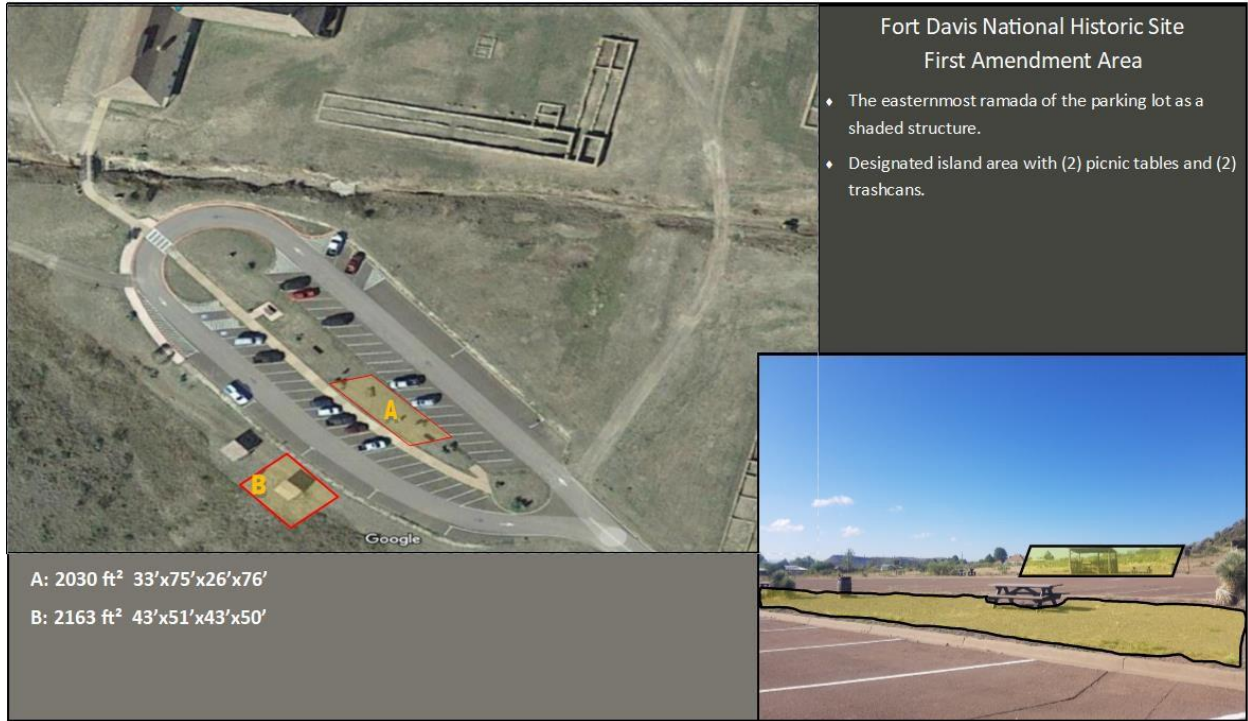 Fort Davis National Historic Site
First Amendment Area
♦ The easternmost ramada of the parking lot as a
shaded structure.
♦ Designated island area with (2) picnic tables and (2)
trashcans.
A
B
Google
A: 2030 ft² 33’x75’x26’x76’
B: 2163 ft² 43’x51’x43’x50’